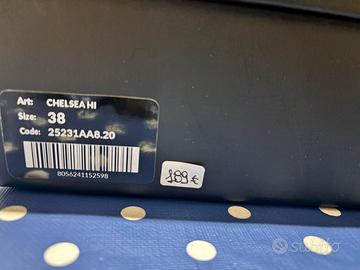 Art: CHELSEA HI
Size: 38
Code: 25231AA8.20
8056241152598
189€
subito